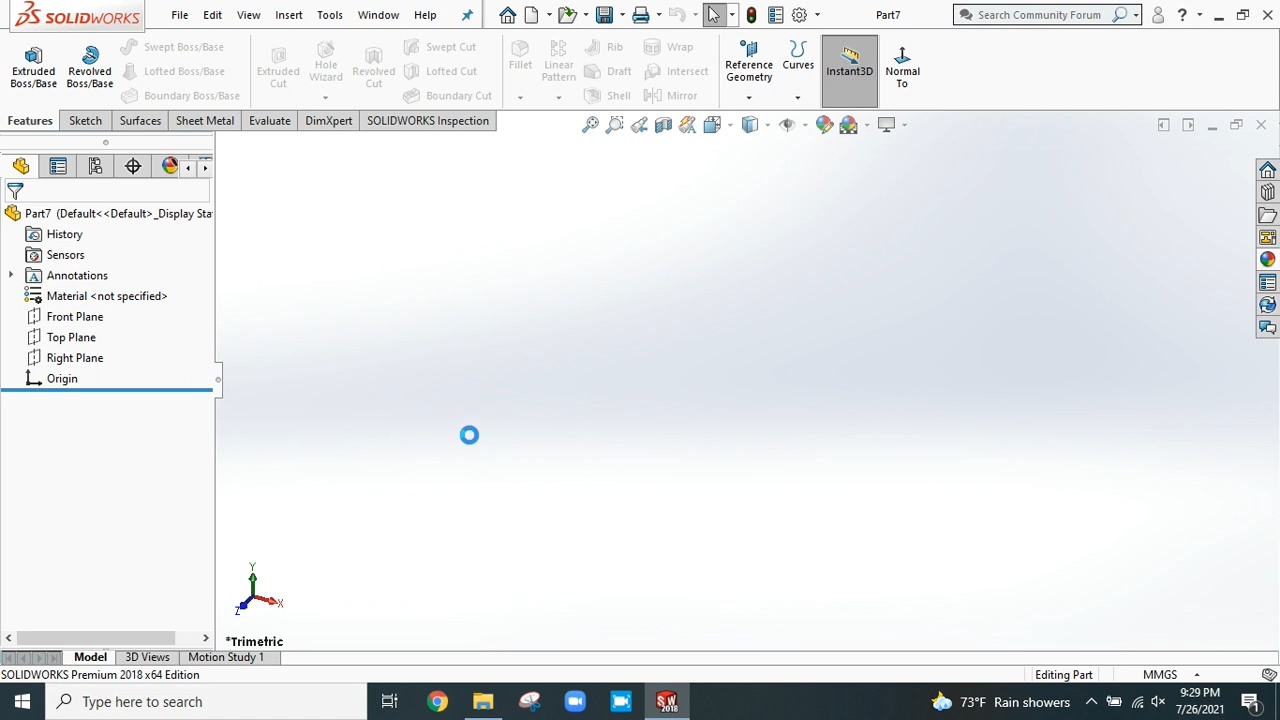 SOLIDWORKS File Edit View Insert Tools Window Help Part7 Search Community Forum ?
Extruded Boss/Base
Revolved Boss/Base
Swept Boss/Base
Lofted Boss/Base
Boundary Boss/Base
Extruded Cut
Hole Wizard
Revolved Cut
Swept Cut
Lofted Cut
Boundary Cut
Fillet
Linear Pattern
Rib
Draft
Shell
Wrap
Intersect
Mirror
Reference Geometry
Curves
Instant3D
Normal To
Features Sketch Surfaces Sheet Metal Evaluate DimXpert SOLIDWORKS Inspection
Part7 (Default<<Default>_Display Sta
History
Sensors
Annotations
Material <not specified>
Front Plane
Top Plane
Right Plane
Origin
Y
X
Z
*Trimetric
Model 3D Views Motion Study 1
SOLIDWORKS Premium 2018 x64 Edition Editing Part MMGS
Type here to search SW 2018 73°F Rain showers 9:29 PM
7/26/2021 1